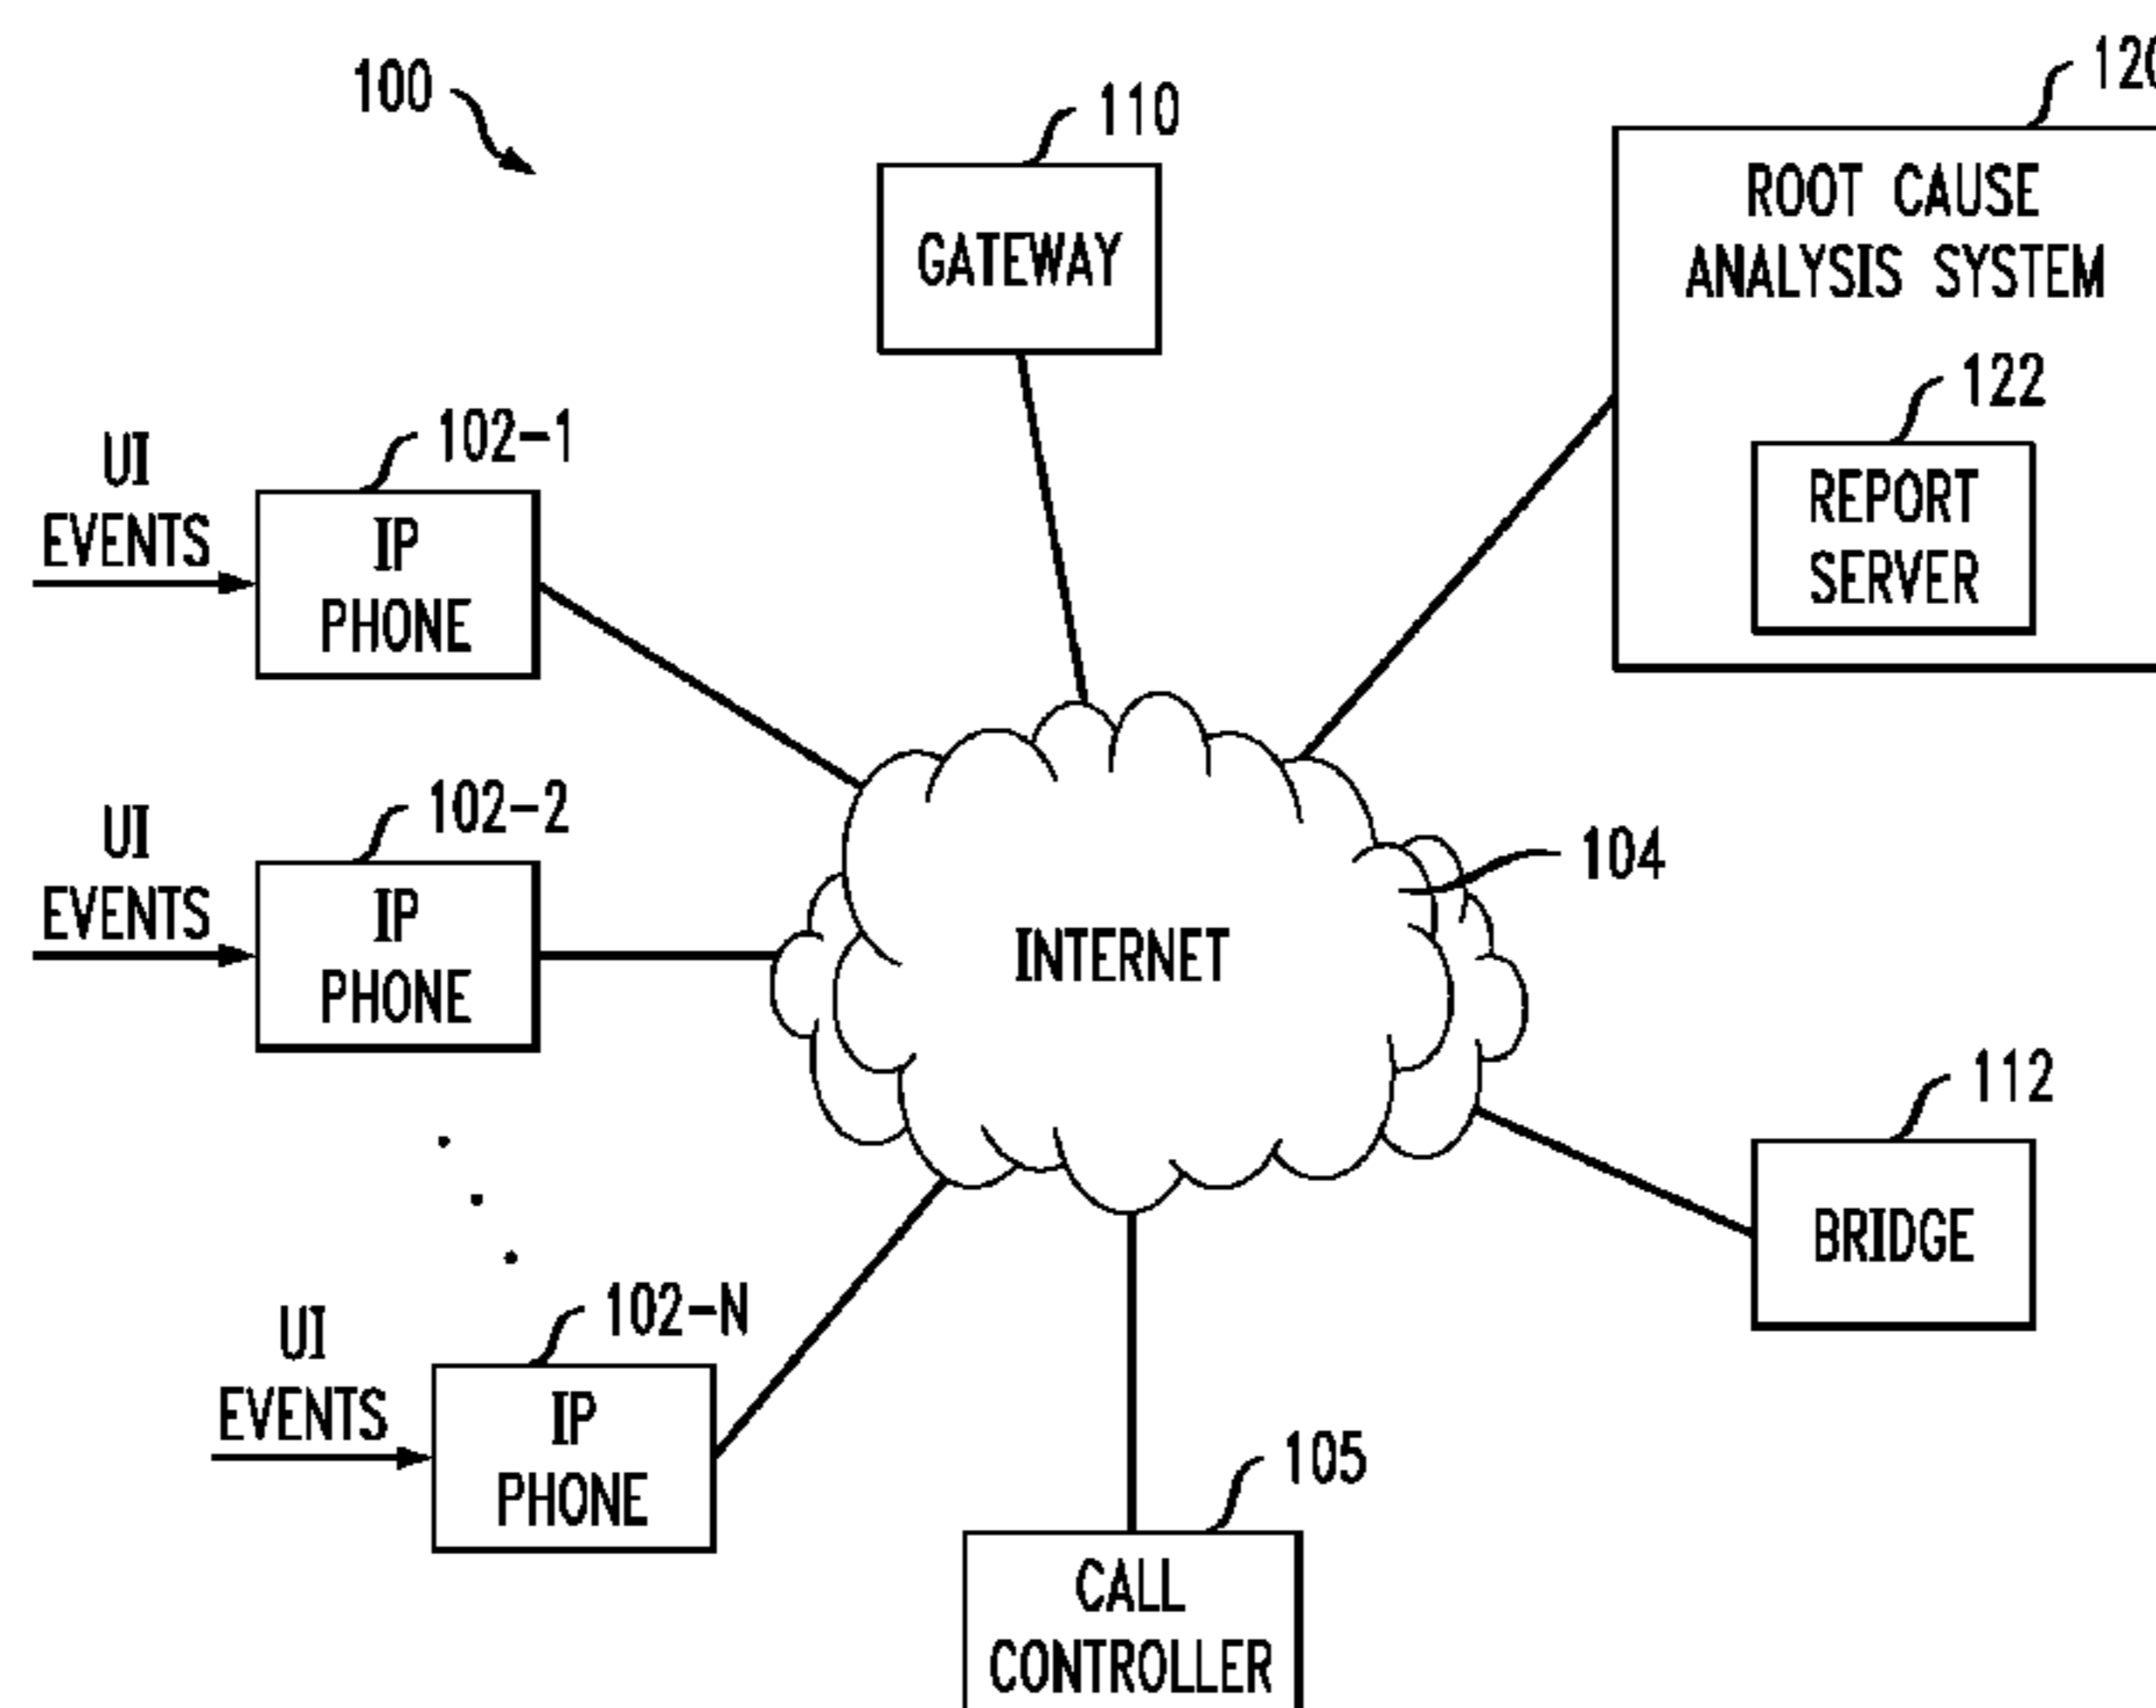 100
110
120
GATEWAY
ROOT CAUSE
ANALYSIS SYSTEM
122
REPORT
SERVER
102-1
UI
EVENTS
IP
PHONE
102-2
UI
EVENTS
IP
PHONE
104
INTERNET
112
BRIDGE
102-N
UI
EVENTS
IP
PHONE
105
CALL
CONTROLLER